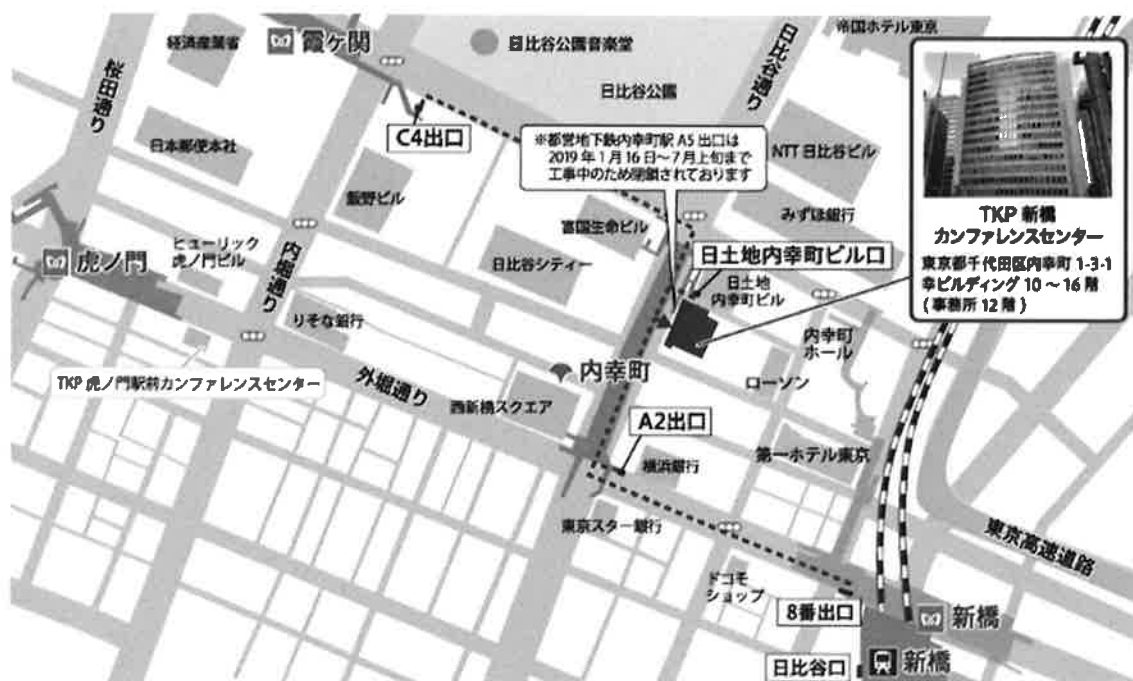 経済産業省
霞ケ関
日比谷公園音楽堂
日比谷通り
帝国ホテル東京
桜田通り
日比谷公園
C4出口
日本郵便本社
※都営地下鉄内幸町駅 A5 出口は
2019 年 1 月 16 日～7 月上旬まで
工事中のため閉鎖されております
NTT 日比谷ビル
飯野ビル
みずほ銀行
TKP 新橋
カンファレンスセンター
東京都千代田区内幸町 1-3-1
幸ビルディング 10 ～ 16 階
( 事務所 12 階 )
富国生命ビル
内堀通り
虎ノ門
ヒューリック
虎ノ門ビル
日比谷シティー
日土地内幸町ビル口
日土地
内幸町ビル
りそな銀行
内幸町
ホール
TKP 虎ノ門駅前カンファレンスセンター
外堀通り
内幸町
ローソン
西新橋スクエア
A2出口
横浜銀行
第一ホテル東京
東京スター銀行
東京高速道路
ドコモ
ショップ
8番出口
新橋
日比谷口
新橋